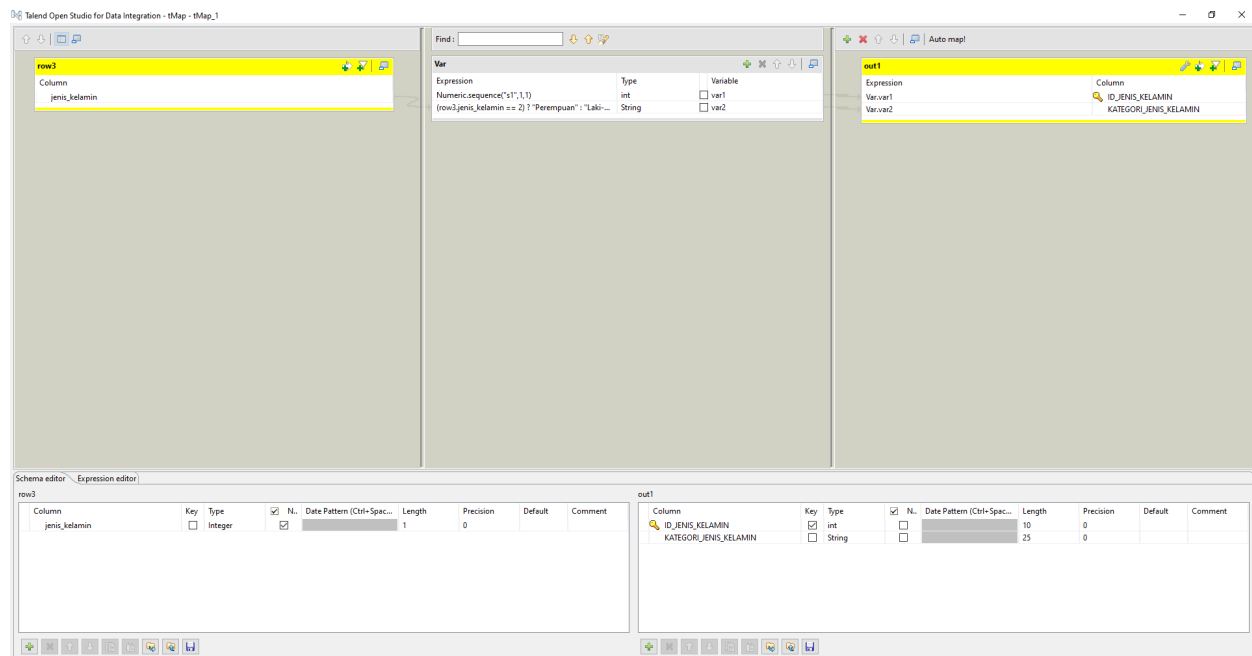 Talend Open Studio for Data Integration - tMap - tMap_1
Find :
Auto map!
row3
Column
jenis_kelamin
Var
Expression Type Variable
Numeric.sequence("s1",1,1) int var1
(row3.jenis_kelamin == 2) ? "Perempuan" : "Laki-... String var2
out1
Expression Column
Var.var1 ID_JENIS_KELAMIN
Var.var2 KATEGORI_JENIS_KELAMIN
Schema editor Expression editor
row3
Column Key Type N.. Date Pattern (Ctrl+Spac... Length Precision Default Comment
jenis_kelamin Integer 1 0
out1
Column Key Type N.. Date Pattern (Ctrl+Spac... Length Precision Default Comment
ID_JENIS_KELAMIN int 10 0
KATEGORI_JENIS_KELAMIN String 25 0